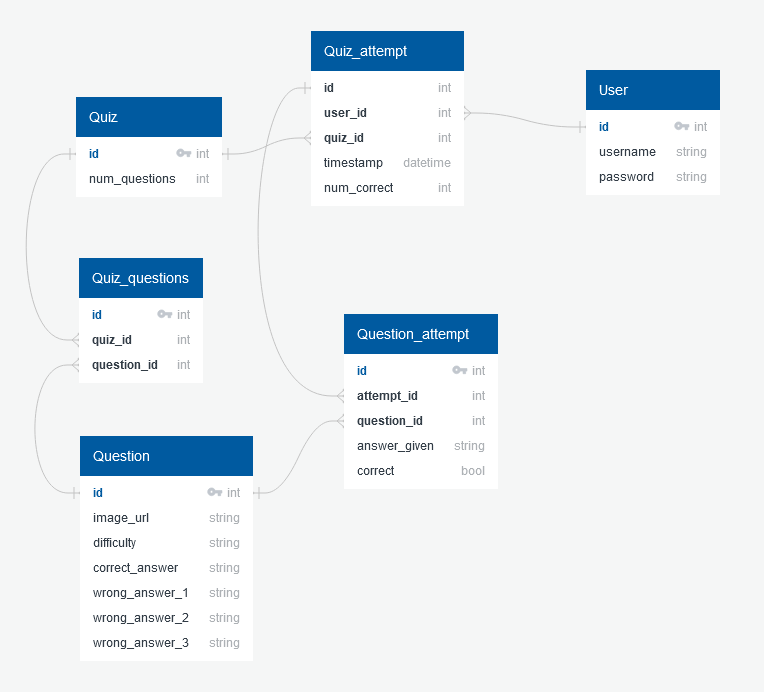 Quiz_attempt
id int
user_id int
quiz_id int
timestamp datetime
num_correct int
User
id int
username string
password string
Quiz
id int
num_questions int
Quiz_questions
id int
quiz_id int
question_id int
Question_attempt
id int
attempt_id int
question_id int
answer_given string
correct bool
Question
id int
image_url string
difficulty string
correct_answer string
wrong_answer_1 string
wrong_answer_2 string
wrong_answer_3 string